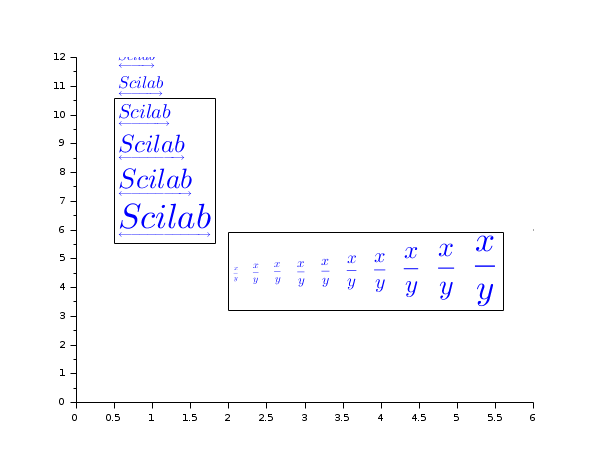 12
Scilab
11
Scilab
10
Scilab
9
Scilab
8
Scilab
7
Scilab
6
x x x x x x x x x x
5
y y y y y y y y y y
4
3
2
1
0
0 0.5 1 1.5 2 2.5 3 3.5 4 4.5 5 5.5 6